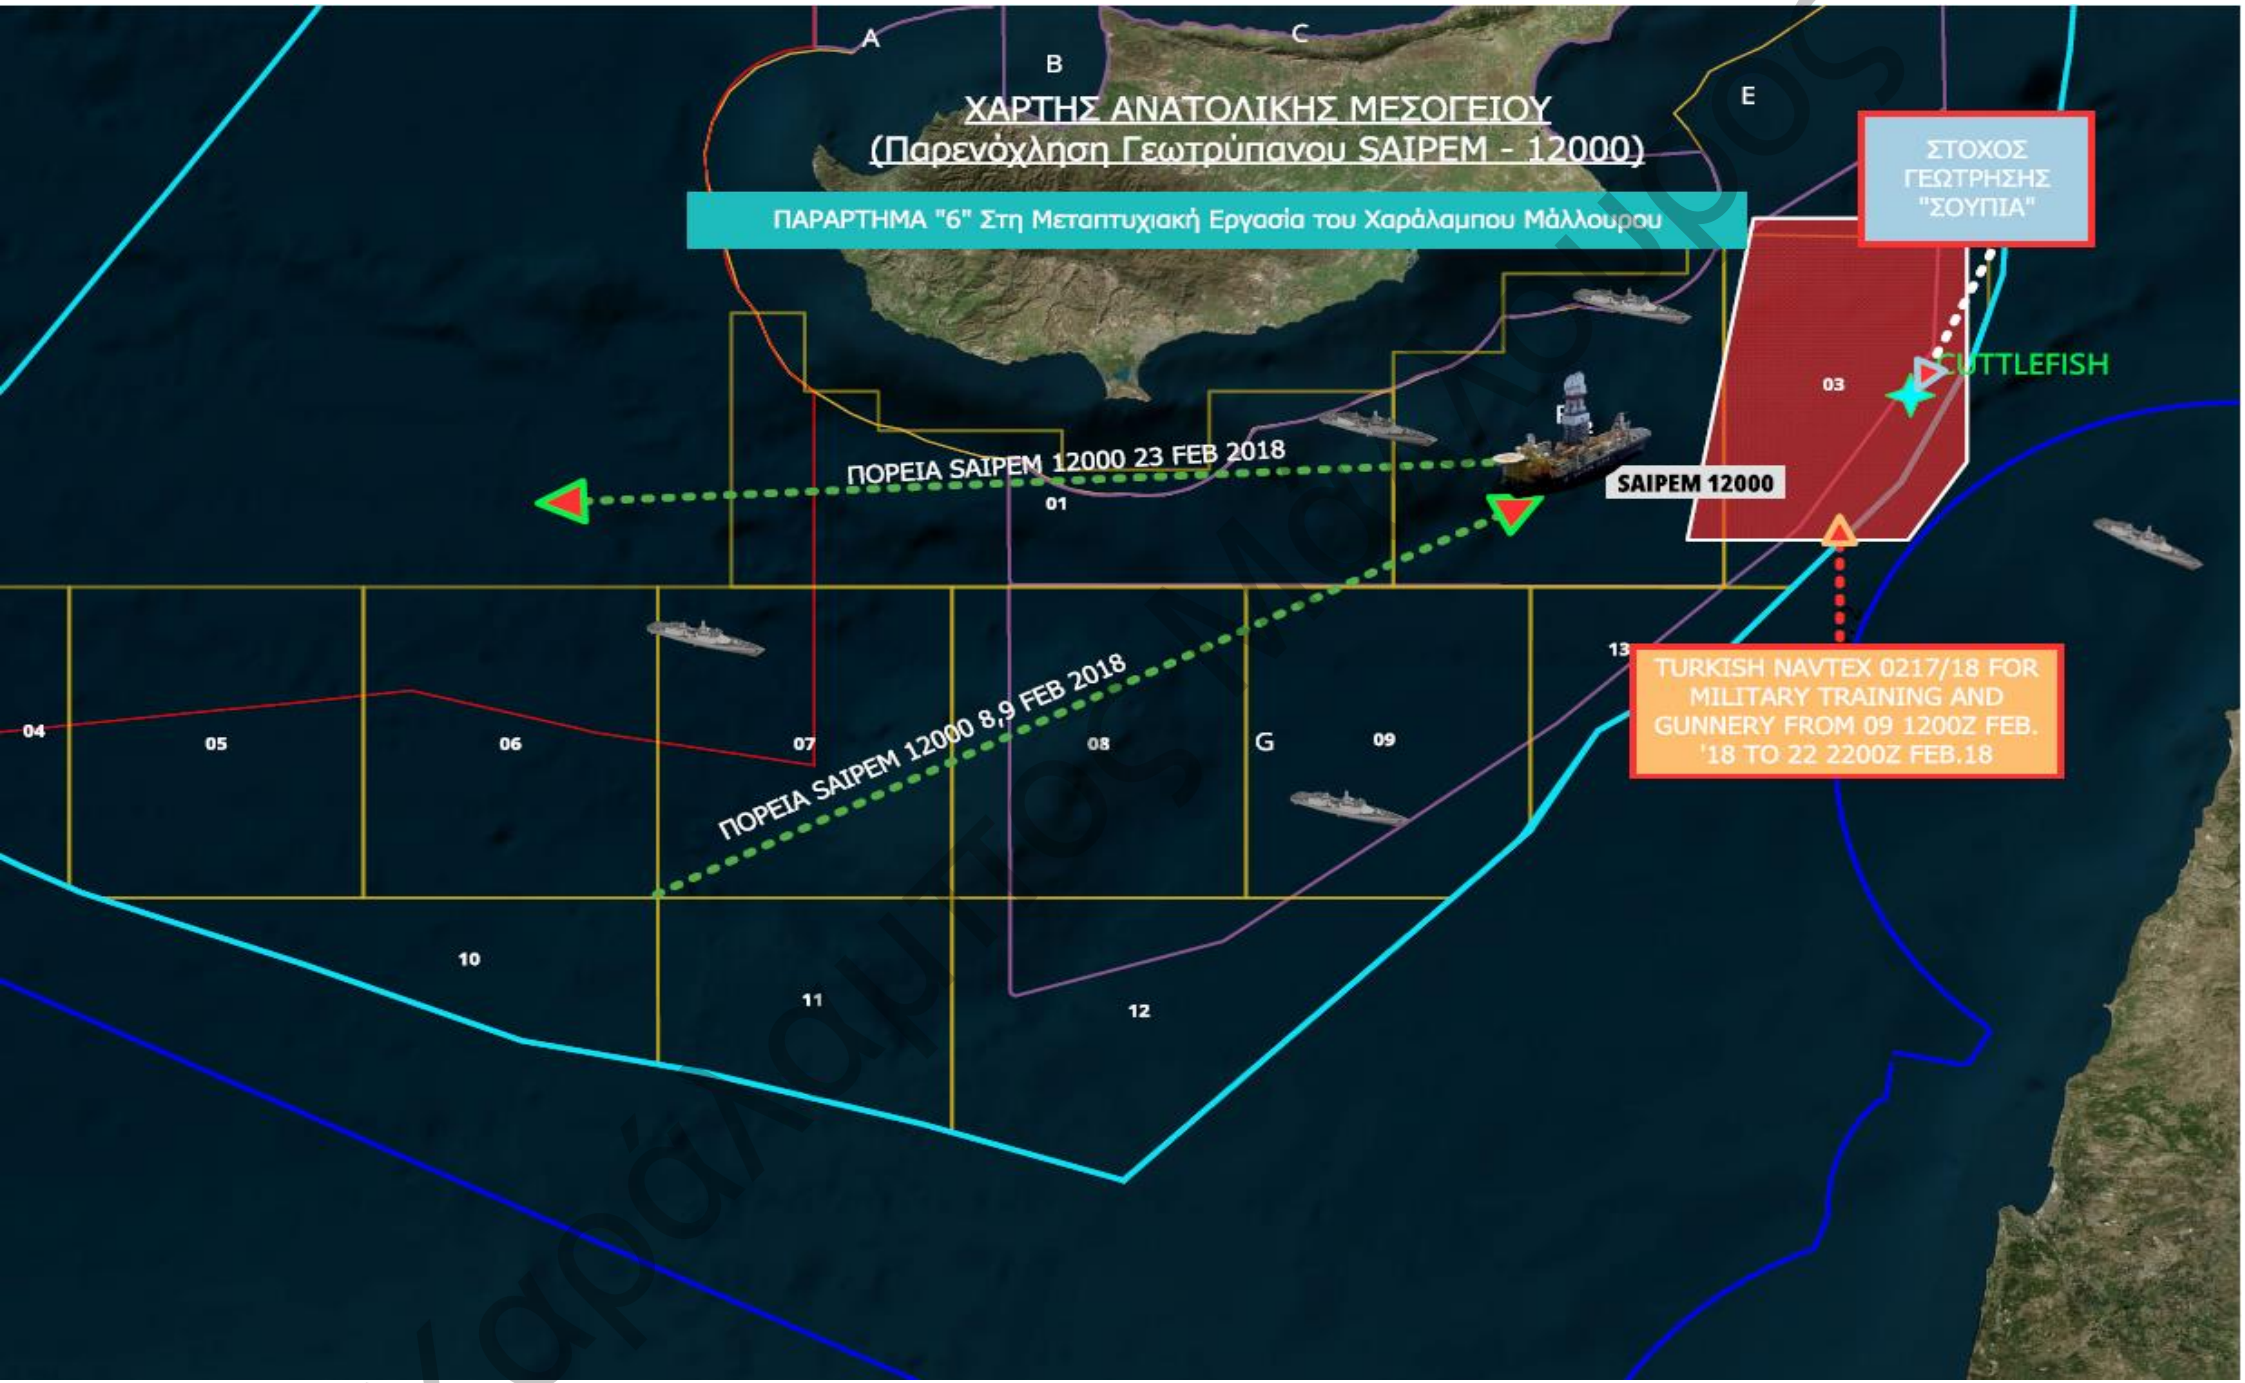 A
B
C
E
ΧΑΡΤΗΣ ΑΝΑΤΟΛΙΚΗΣ ΜΕΣΟΓΕΙΟΥ
(Παρενόχληση Γεωτρύπανου SAIPEM - 12000)
ΠΑΡΑΡΤΗΜΑ "6" Στη Μεταπτυχιακή Εργασία του Χαράλαμπου Μάλλουρου
ΣΤΟΧΟΣ
ΓΕΩΤΡΗΣΗΣ
"ΣΟΥΠΙΑ"
CUTTLEFISH
03
ΠΟΡΕΙΑ SAIPEM 12000 23 FEB 2018
SAIPEM 12000
01
13
TURKISH NAVTEX 0217/18 FOR
MILITARY TRAINING AND
GUNNERY FROM 09 1200Z FEB.
'18 TO 22 2200Z FEB.18
ΠΟΡΕΙΑ SAIPEM 12000 8,9 FEB 2018
04
05
06
07
08
G
09
10
11
12
Χαράλαμπος Μάλλουρος